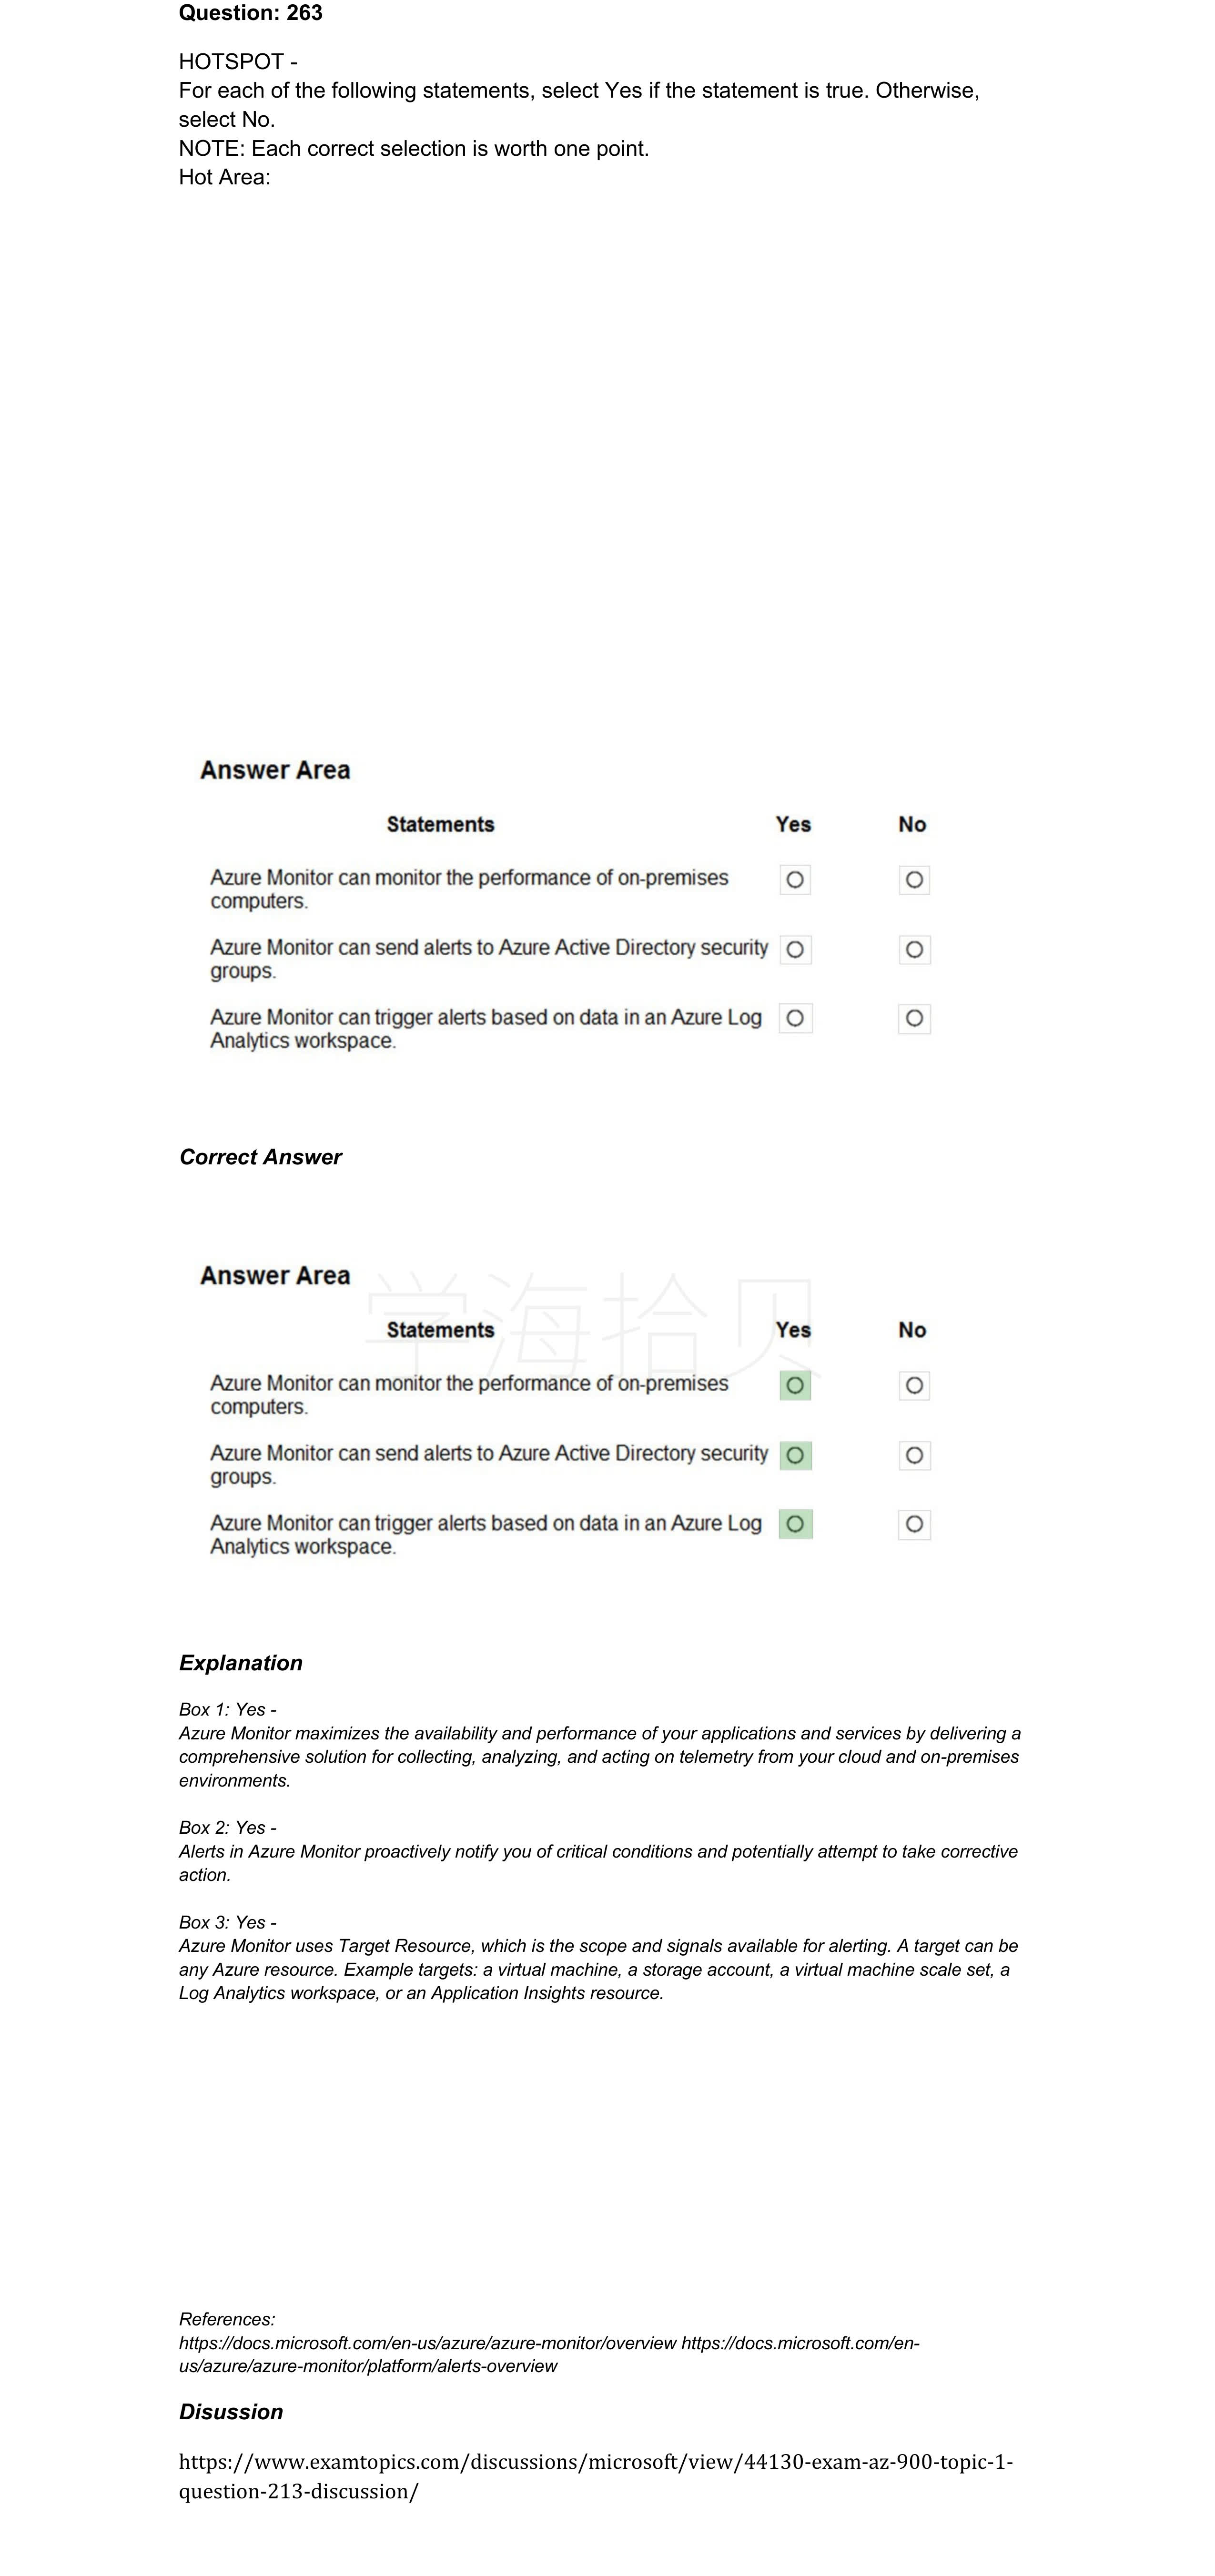 Question: 263
HOTSPOT -
For each of the following statements, select Yes if the statement is true. Otherwise,
select No.
NOTE: Each correct selection is worth one point.
Hot Area:
Answer Area
Statements Yes No
Azure Monitor can monitor the performance of on-premises
computers.
Azure Monitor can send alerts to Azure Active Directory security
groups.
Azure Monitor can trigger alerts based on data in an Azure Log
Analytics workspace.
Correct Answer
学海拾贝
Answer Area
Statements Yes No
Azure Monitor can monitor the performance of on-premises
computers.
Azure Monitor can send alerts to Azure Active Directory security
groups.
Azure Monitor can trigger alerts based on data in an Azure Log
Analytics workspace.
Explanation
Box 1: Yes -
Azure Monitor maximizes the availability and performance of your applications and services by delivering a
comprehensive solution for collecting, analyzing, and acting on telemetry from your cloud and on-premises
environments.
Box 2: Yes -
Alerts in Azure Monitor proactively notify you of critical conditions and potentially attempt to take corrective
action.
Box 3: Yes -
Azure Monitor uses Target Resource, which is the scope and signals available for alerting. A target can be
any Azure resource. Example targets: a virtual machine, a storage account, a virtual machine scale set, a
Log Analytics workspace, or an Application Insights resource.
References:
https://docs.microsoft.com/en-us/azure/azure-monitor/overview https://docs.microsoft.com/en-
us/azure/azure-monitor/platform/alerts-overview
Disussion
https://www.examtopics.com/discussions/microsoft/view/44130-exam-az-900-topic-1-
question-213-discussion/